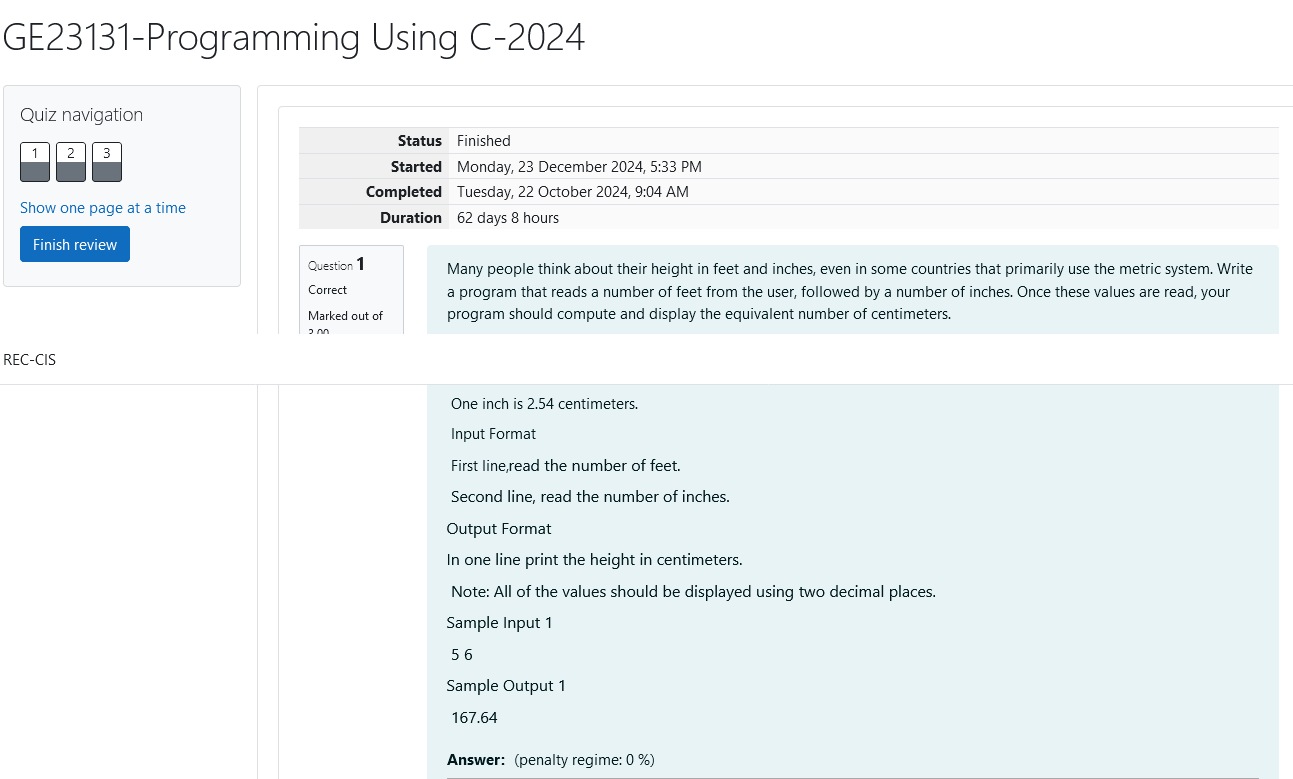 GE23131-Programming Using C-2024
Quiz navigation
1 2 3
Show one page at a time
Finish review
Status Finished
Started Monday, 23 December 2024, 5:33 PM
Completed Tuesday, 22 October 2024, 9:04 AM
Duration 62 days 8 hours
Question 1
Correct
Marked out of
3.00
Many people think about their height in feet and inches, even in some countries that primarily use the metric system. Write
a program that reads a number of feet from the user, followed by a number of inches. Once these values are read, your
program should compute and display the equivalent number of centimeters.
REC-CIS
One inch is 2.54 centimeters.
Input Format
First line,read the number of feet.
Second line, read the number of inches.
Output Format
In one line print the height in centimeters.
Note: All of the values should be displayed using two decimal places.
Sample Input 1
5 6
Sample Output 1
167.64
Answer: (penalty regime: 0 %)